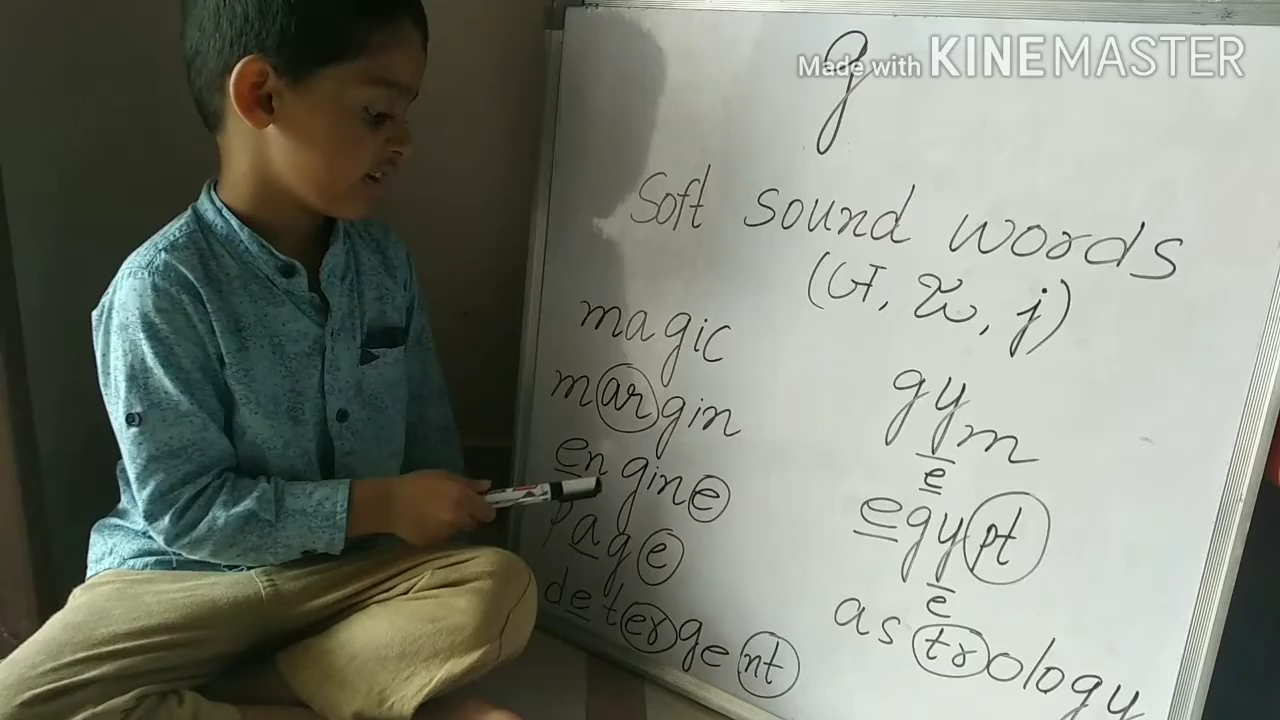 Made with KINEMASTER
g
Soft sound words
(ज, జ, j)
magic
margin
engine
page
detergent
gym
e
egypt
e
astrology